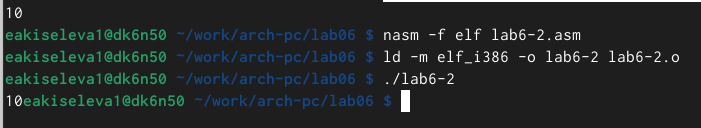 10
eakiseleva1@dk6n50 ~/work/arch-pc/lab06 $ nasm -f elf lab6-2.asm
eakiseleva1@dk6n50 ~/work/arch-pc/lab06 $ ld -m elf_i386 -o lab6-2 lab6-2.o
eakiseleva1@dk6n50 ~/work/arch-pc/lab06 $ ./lab6-2
10eakiseleva1@dk6n50 ~/work/arch-pc/lab06 $